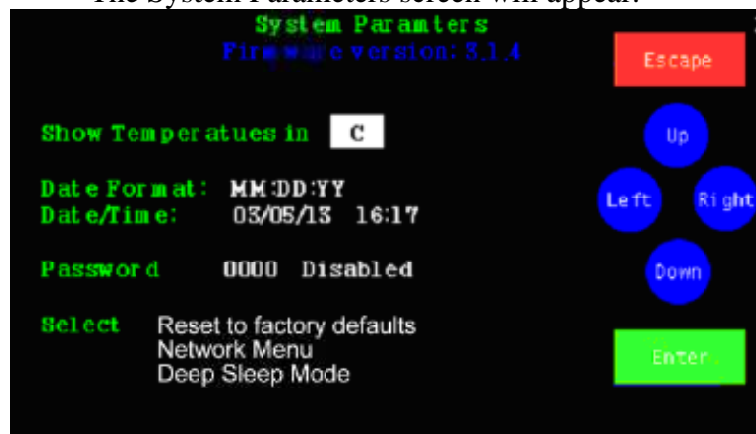 The System Parameters screen will appear.
System Paramters
Firmware version: 3.1.4
Escape
Show Temperatues in C
Up
Date Format: MM:DD:YY
Left Right
Date/Time: 03/05/13 16:17
Password 0000 Disabled
Down
Select Reset to factory defaults
Network Menu
Enter
Deep Sleep Mode